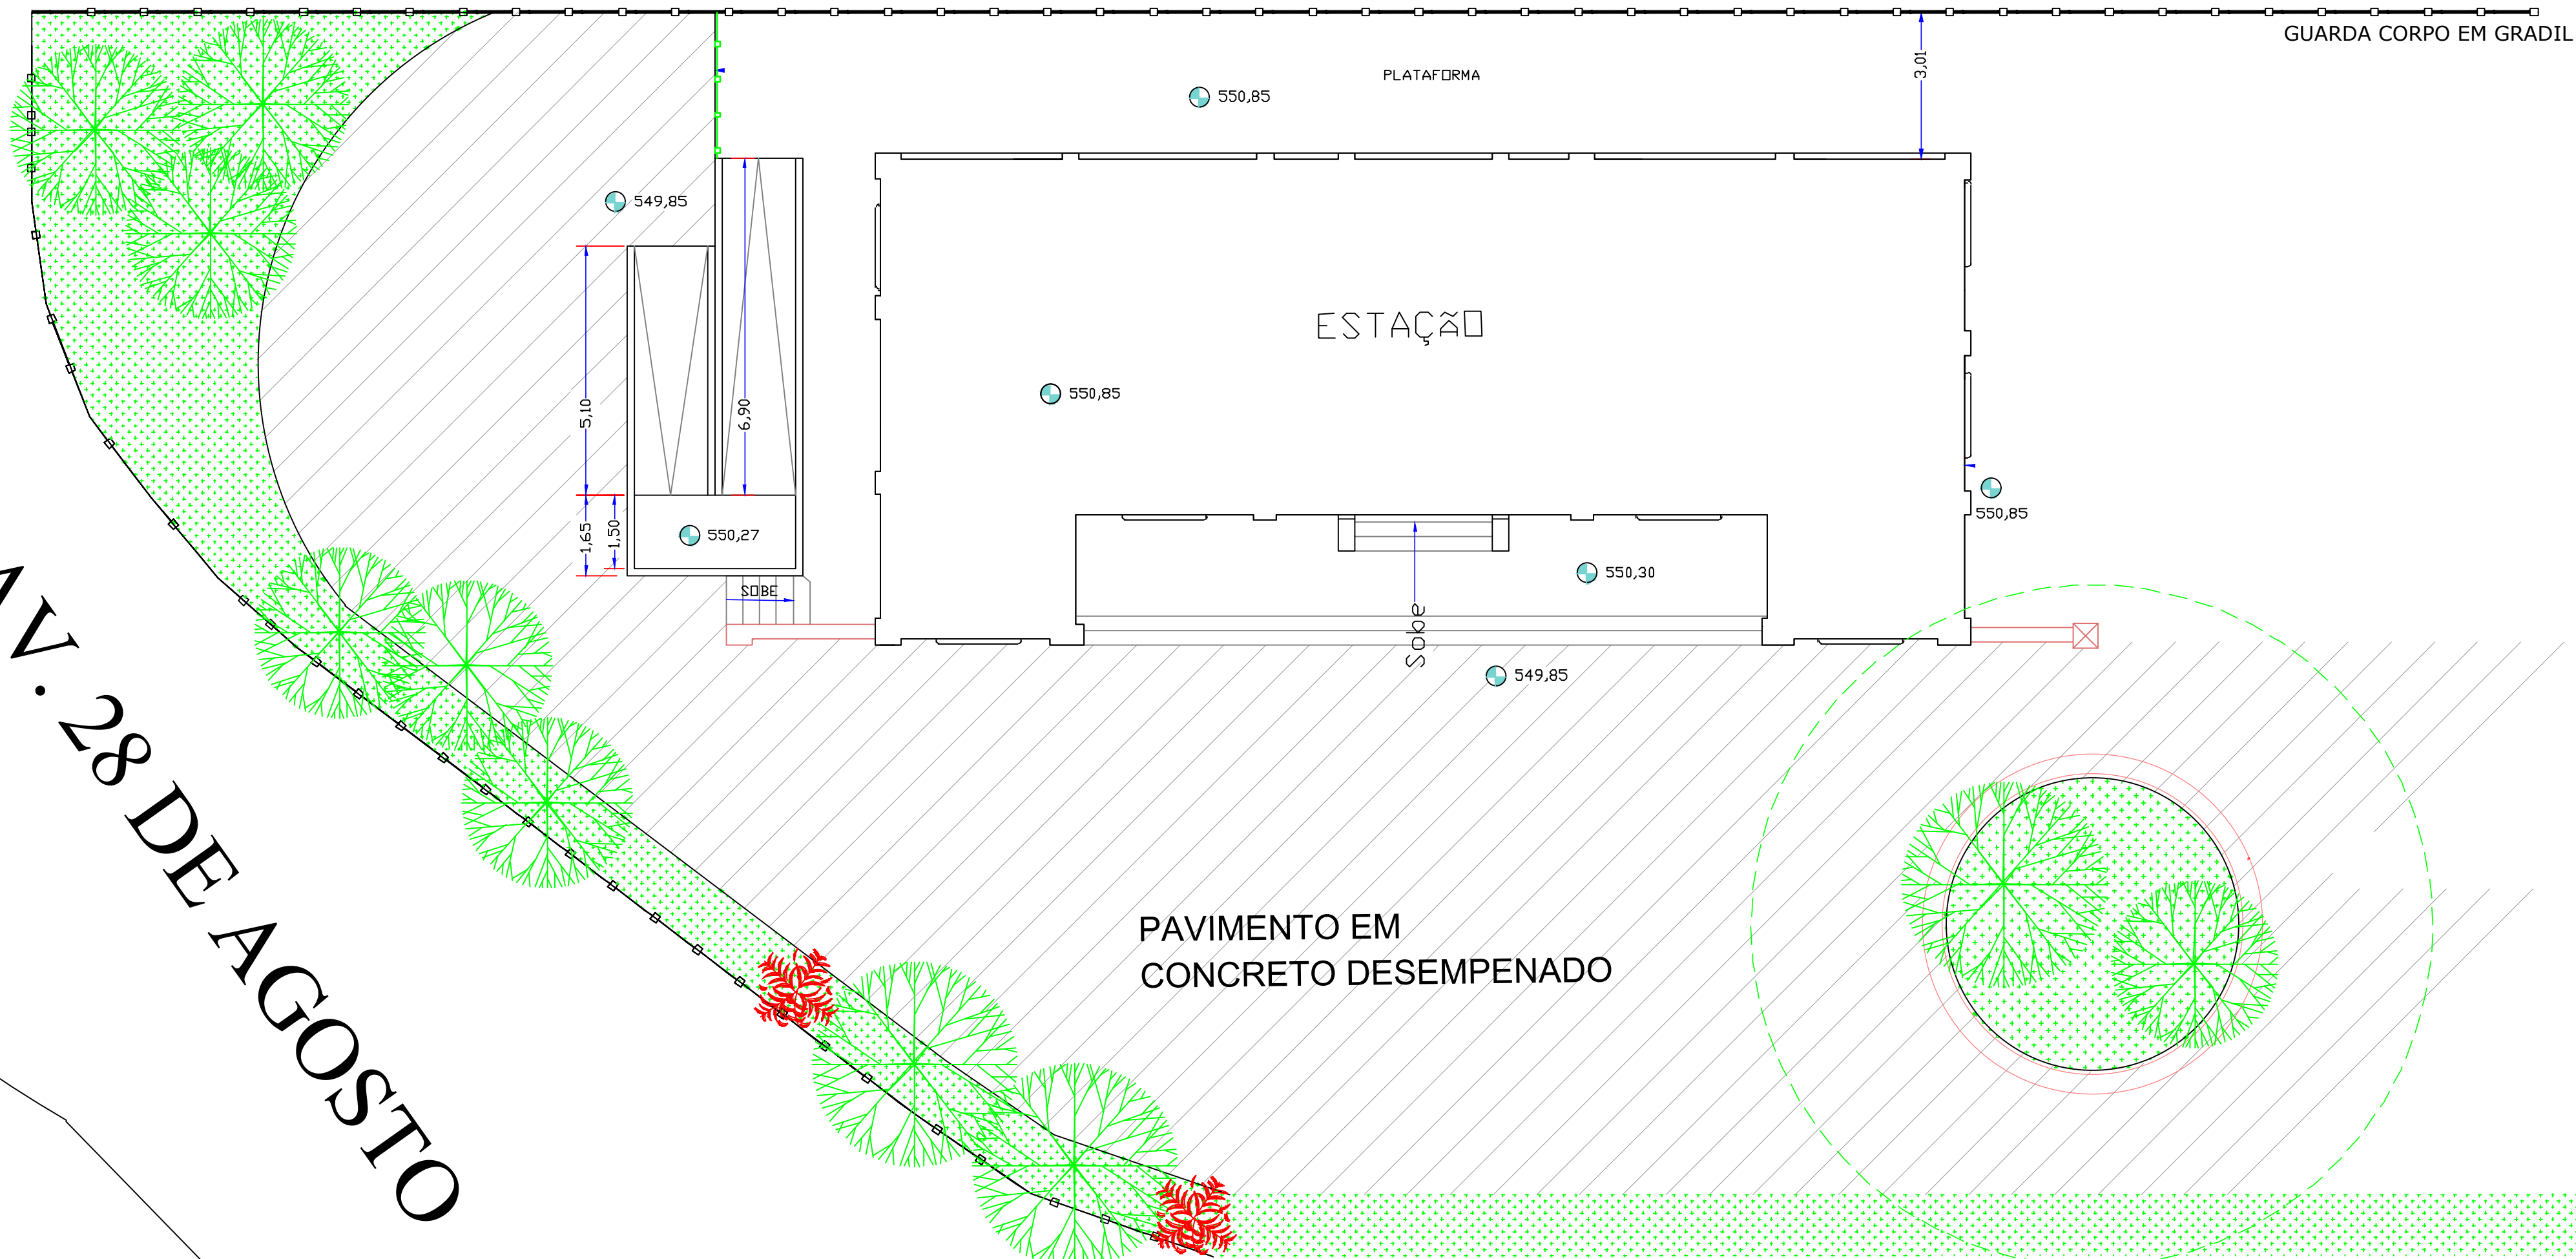 GUARDA CORPO EM GRADIL
PLATAFORMA
3,01
550,85
549,85
ESTAÇÃO
550,85
5,10
6,90
550,85
1,65
1,50
550,27
550,30
SOBE
Sobe
549,85
AV. 28 DE AGOSTO
PAVIMENTO EM
CONCRETO DESEMPENADO